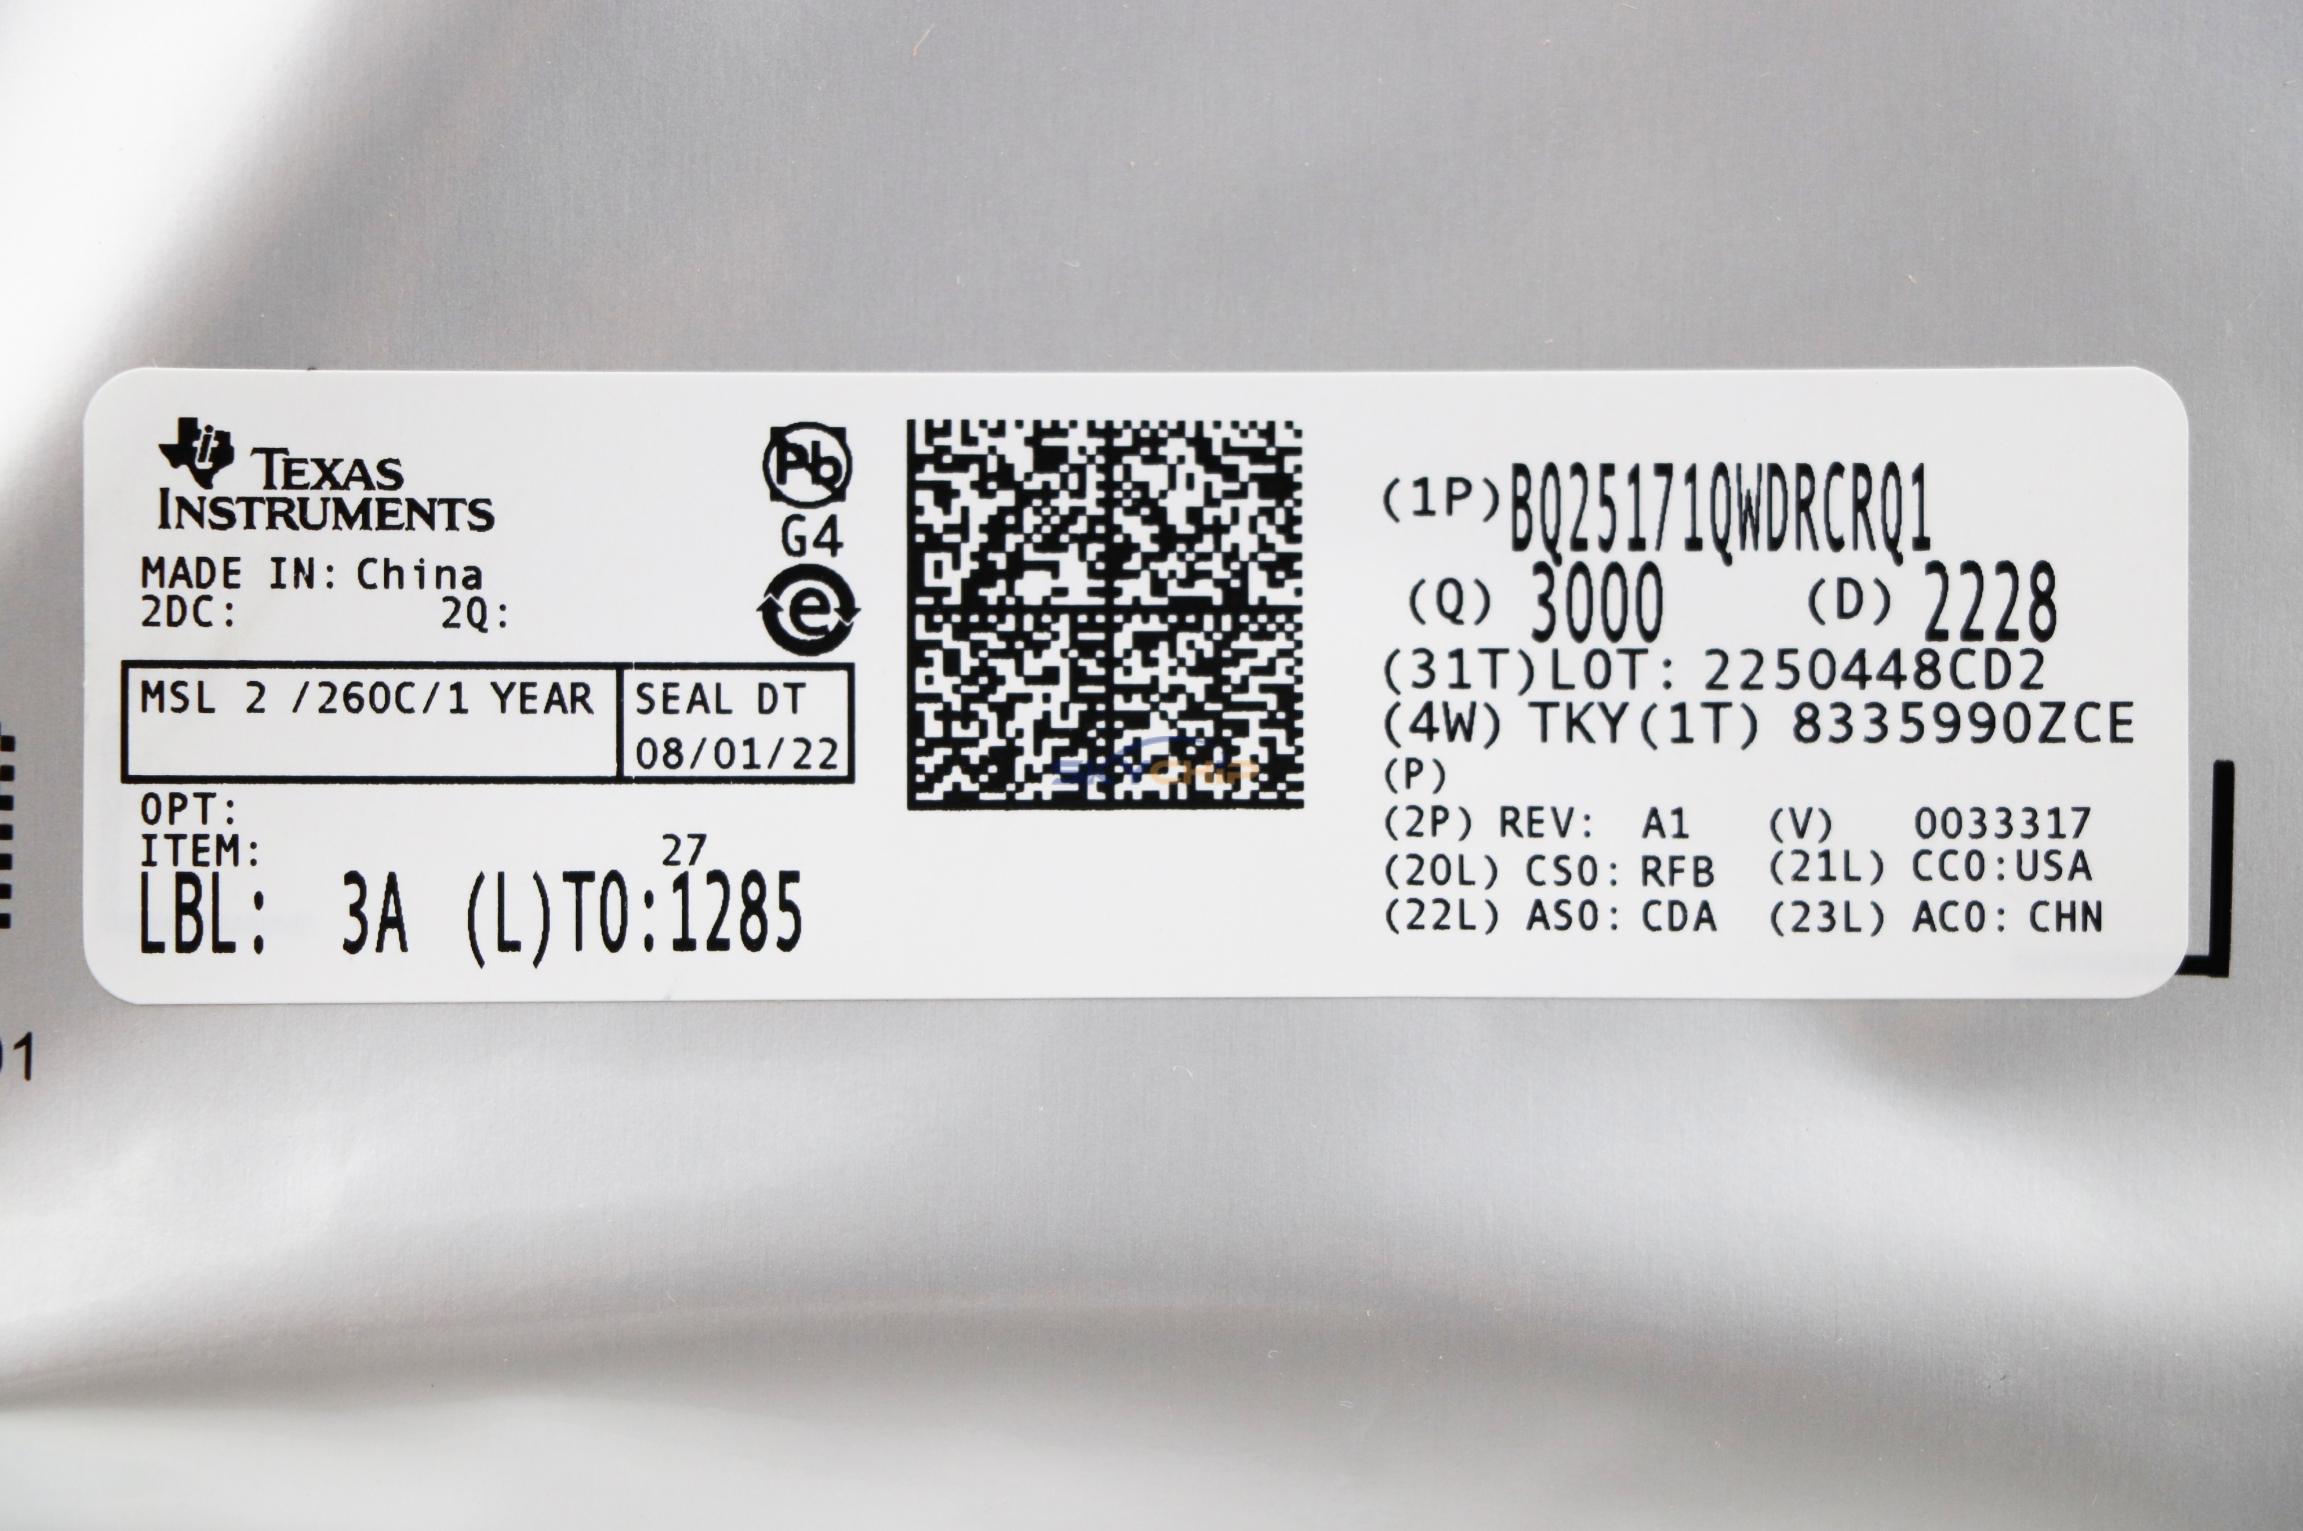 TEXAS
INSTRUMENTS
MADE IN: China
2DC: 2Q:
Pb
G4
e
MSL 2 /260C/1 YEAR
SEAL DT
08/01/22
OPT:
ITEM: 27
LBL: 3A (L)TO:1285
SKYCHIP
(1P) BQ25171QWDRCRQ1
(Q) 3000 (D) 2228
(31T)LOT: 2250448CD2
(4W) TKY(1T) 8335990ZCE
(P)
(2P) REV: A1 (V) 0033317
(20L) CSO: RFB (21L) CCO:USA
(22L) ASO: CDA (23L) ACO: CHN